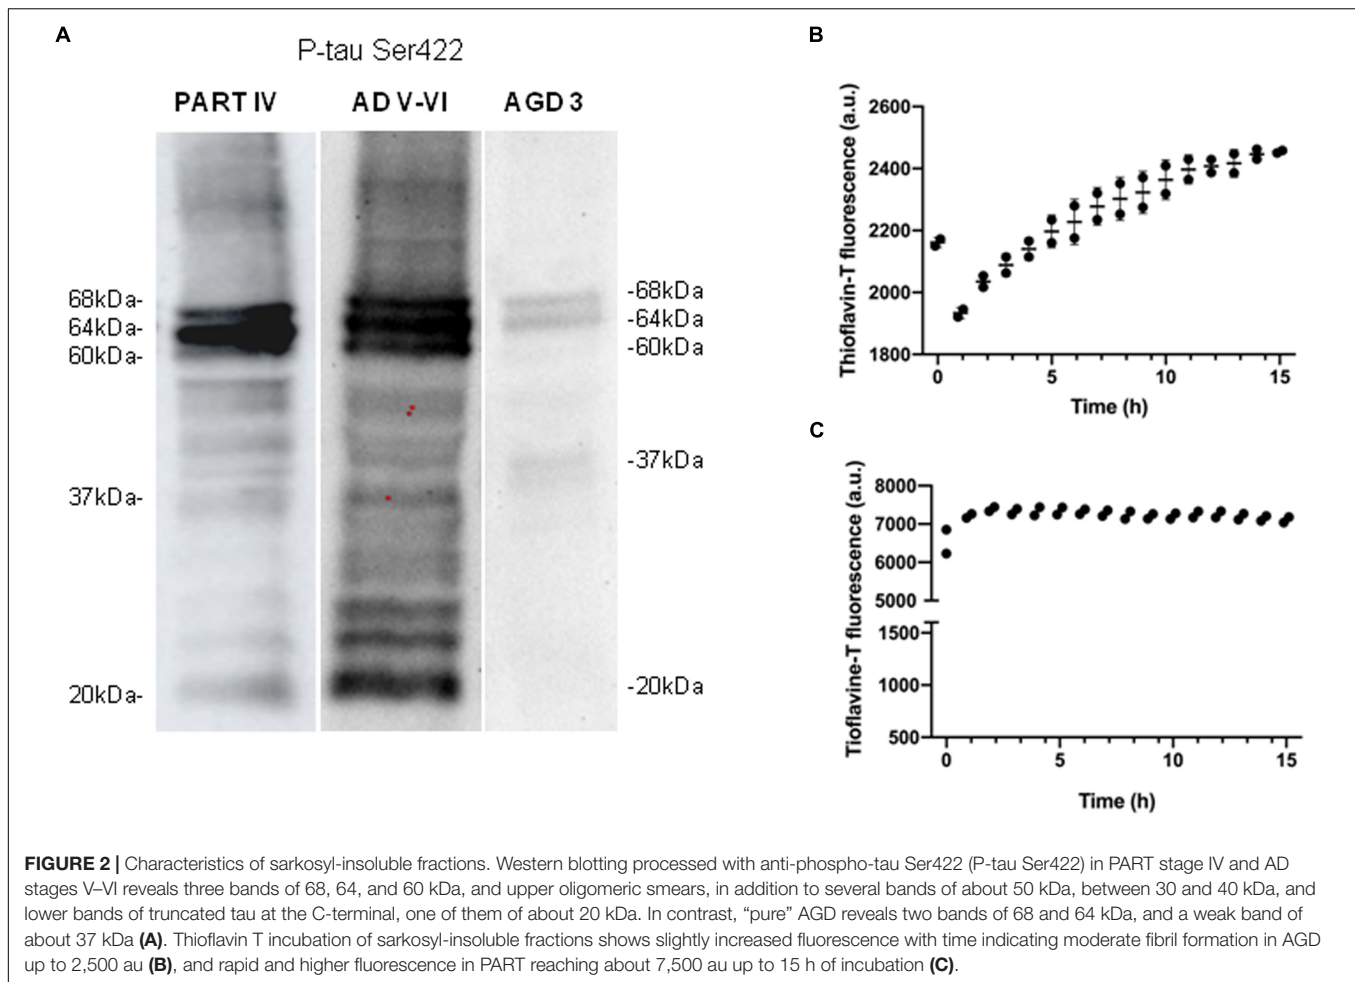 A
P-tau Ser422
PART IV AD V-VI AGD 3
68kDa-
64kDa-
60kDa-
37kDa-
20kDa-
-68kDa
-64kDa
-60kDa
-37kDa
-20kDa
B
Thioflavin-T fluorescence (a.u.)
2600
2400
2200
2000
1800
0 5 10 15
Time (h)
C
Tioflavine-T fluorescence (a.u.)
8000
7000
6000
5000
1500
1000
500
0 5 10 15
Time (h)
FIGURE 2 | Characteristics of sarkosyl-insoluble fractions. Western blotting processed with anti-phospho-tau Ser422 (P-tau Ser422) in PART stage IV and AD
stages V–VI reveals three bands of 68, 64, and 60 kDa, and upper oligomeric smears, in addition to several bands of about 50 kDa, between 30 and 40 kDa, and
lower bands of truncated tau at the C-terminal, one of them of about 20 kDa. In contrast, “pure” AGD reveals two bands of 68 and 64 kDa, and a weak band of
about 37 kDa (A). Thioflavin T incubation of sarkosyl-insoluble fractions shows slightly increased fluorescence with time indicating moderate fibril formation in AGD
up to 2,500 au (B), and rapid and higher fluorescence in PART reaching about 7,500 au up to 15 h of incubation (C).